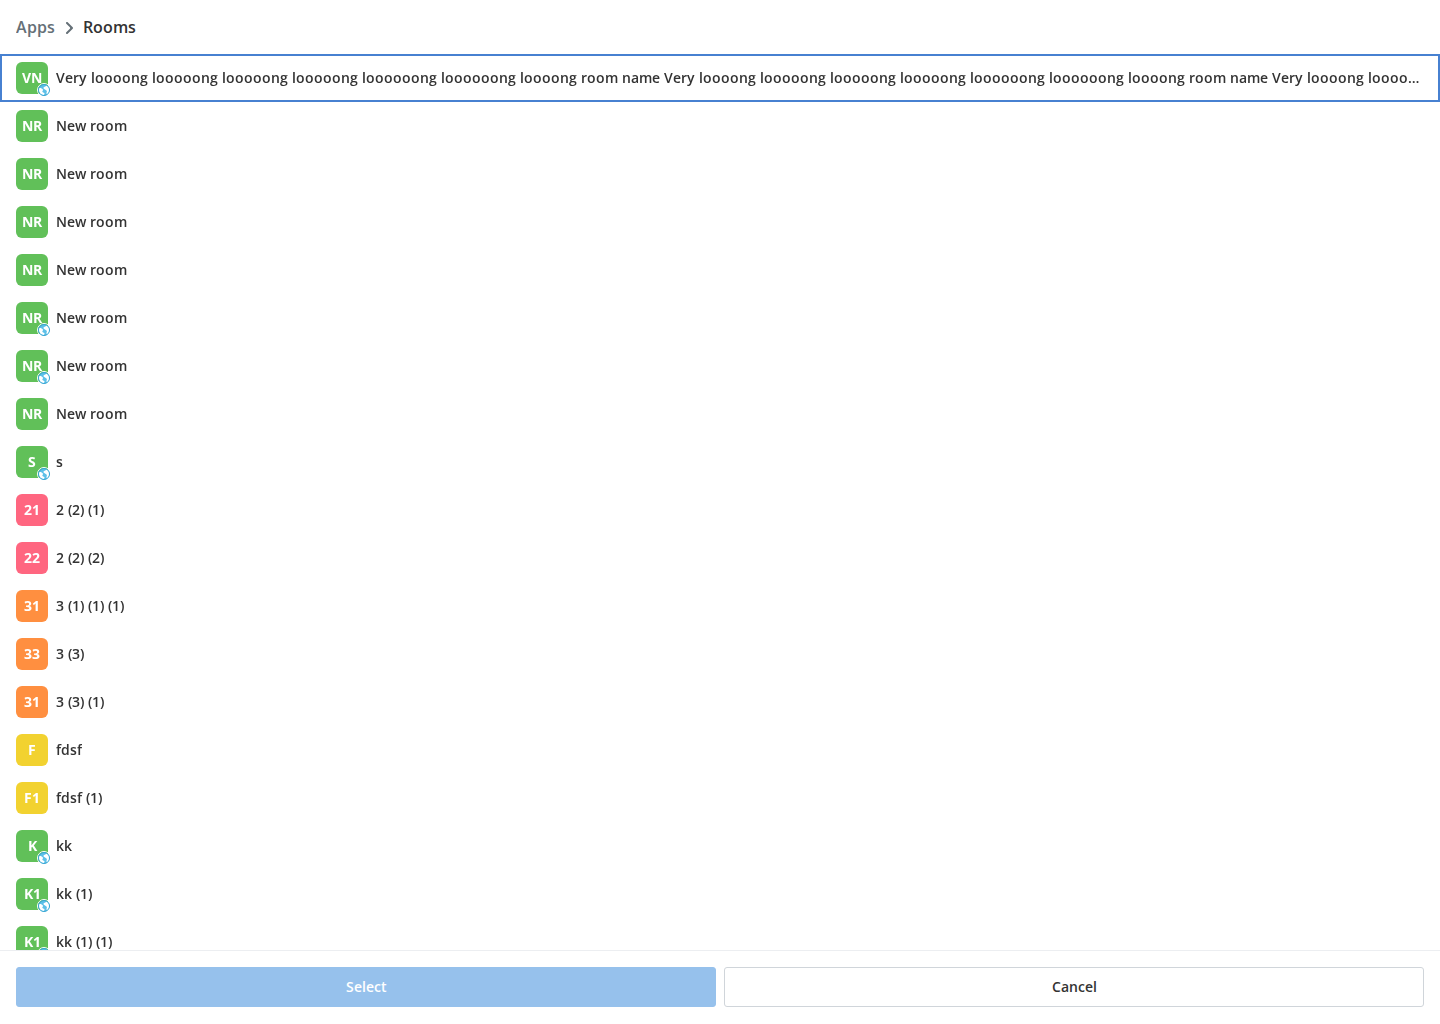 Apps > Rooms
VN Very loooong looooong looooong looooong loooooong loooooong loooong room name Very loooong looooong looooong looooong loooooong loooooong loooong room name Very loooong loooo...
NR New room
NR New room
NR New room
NR New room
NR New room
NR New room
NR New room
S s
21 2 (2) (1)
22 2 (2) (2)
31 3 (1) (1) (1)
33 3 (3)
31 3 (3) (1)
F fdsf
F1 fdsf (1)
K kk
K1 kk (1)
K1 kk (1) (1)
Select Cancel